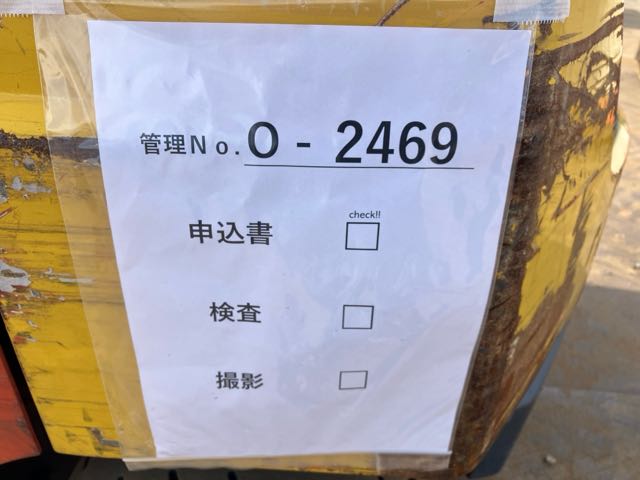 管理No. O - 2469
check!!
申込書 □
検査 □
撮影 □